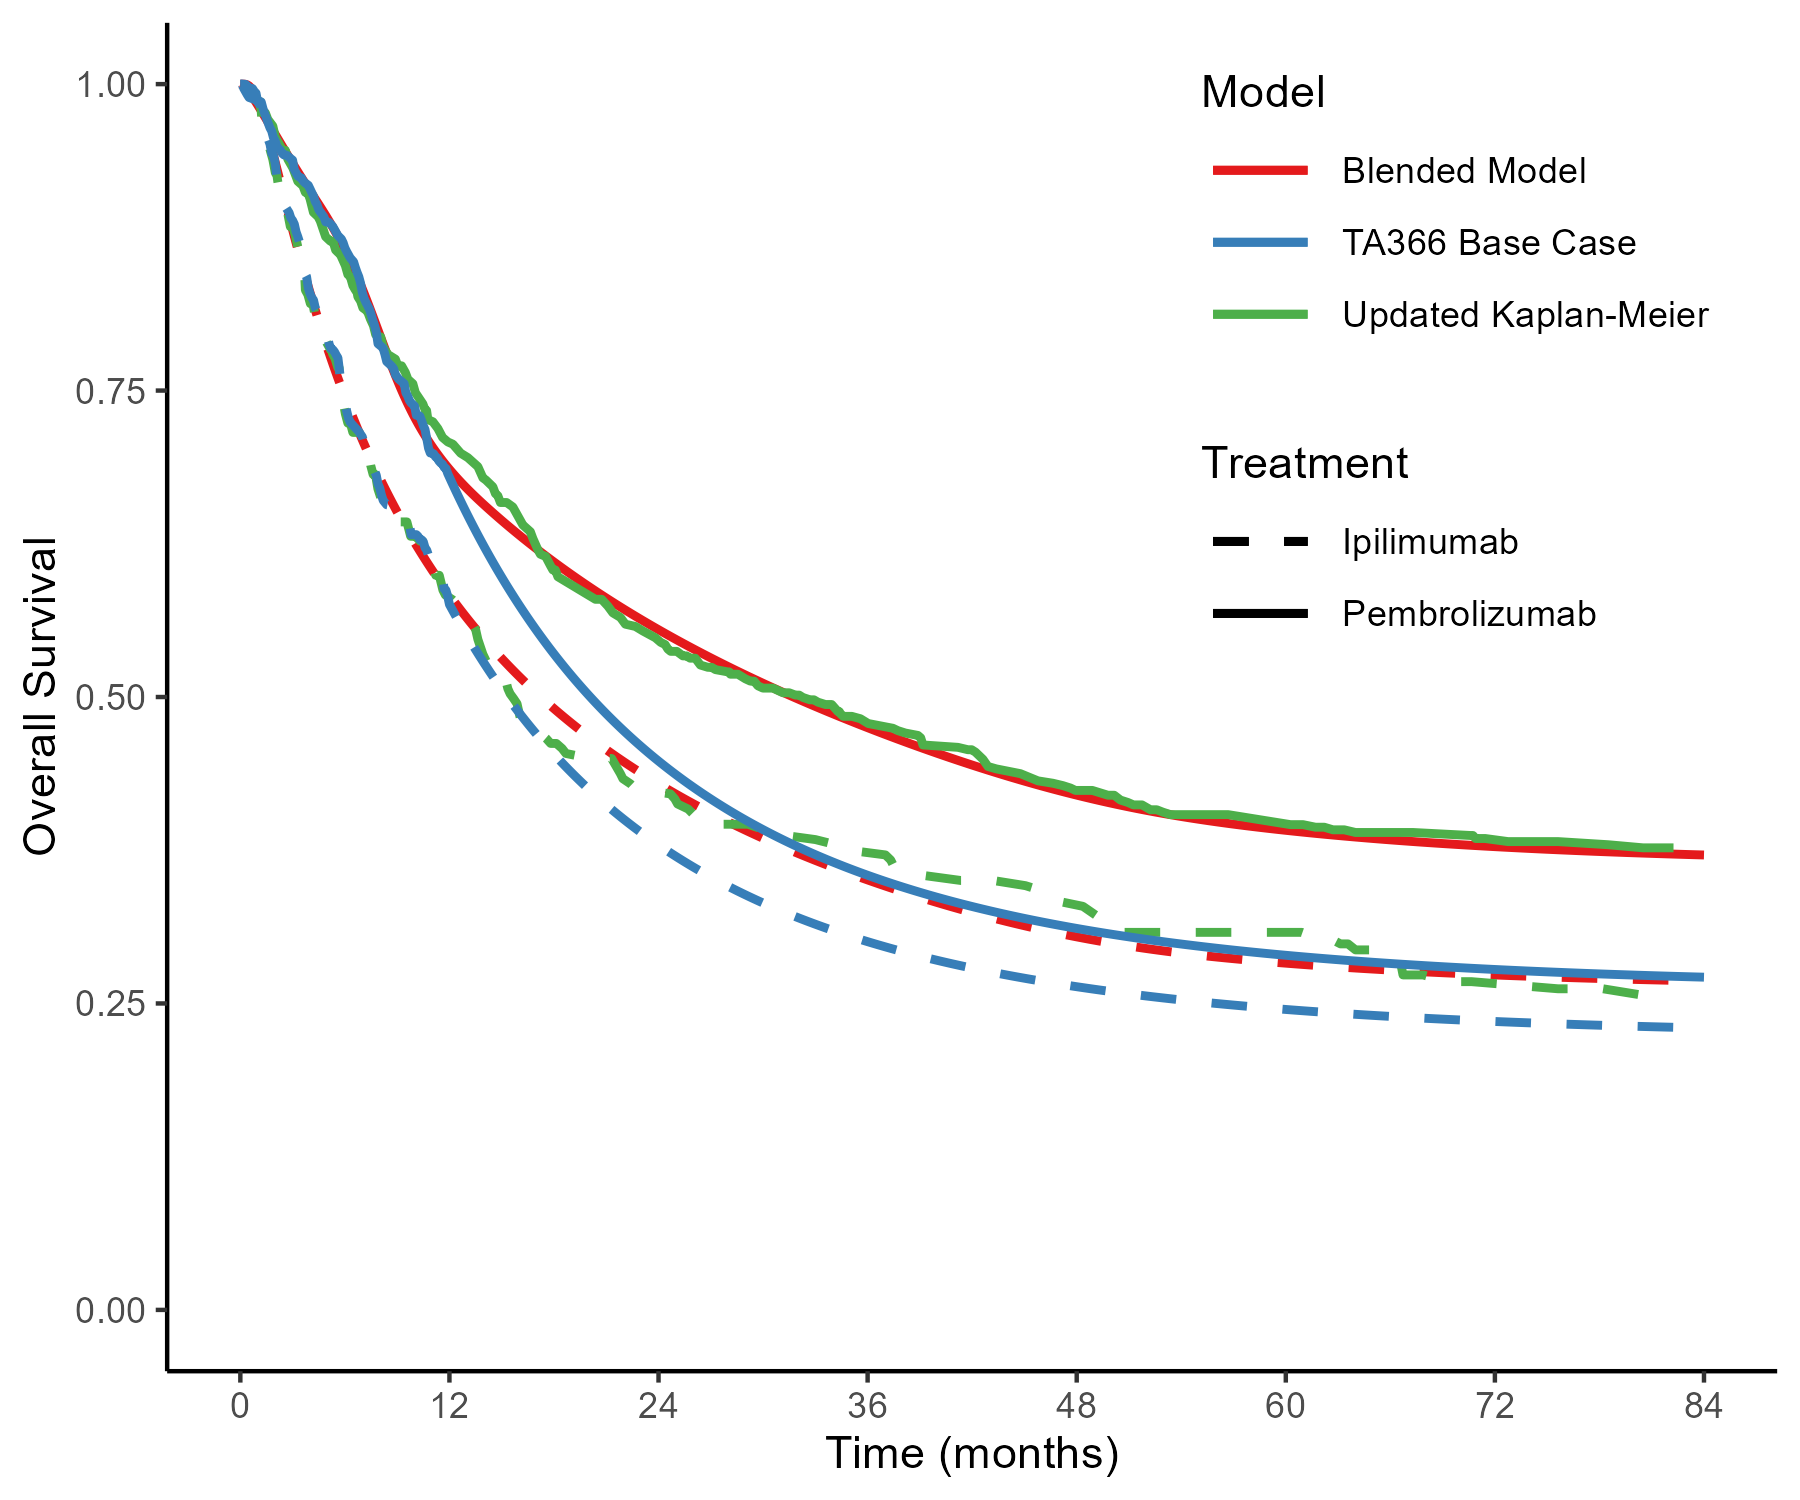 Model
Blended Model
TA366 Base Case
Updated Kaplan-Meier
Treatment
Ipilimumab
Pembrolizumab
Overall Survival
1.00
0.75
0.50
0.25
0.00
0 12 24 36 48 60 72 84
Time (months)